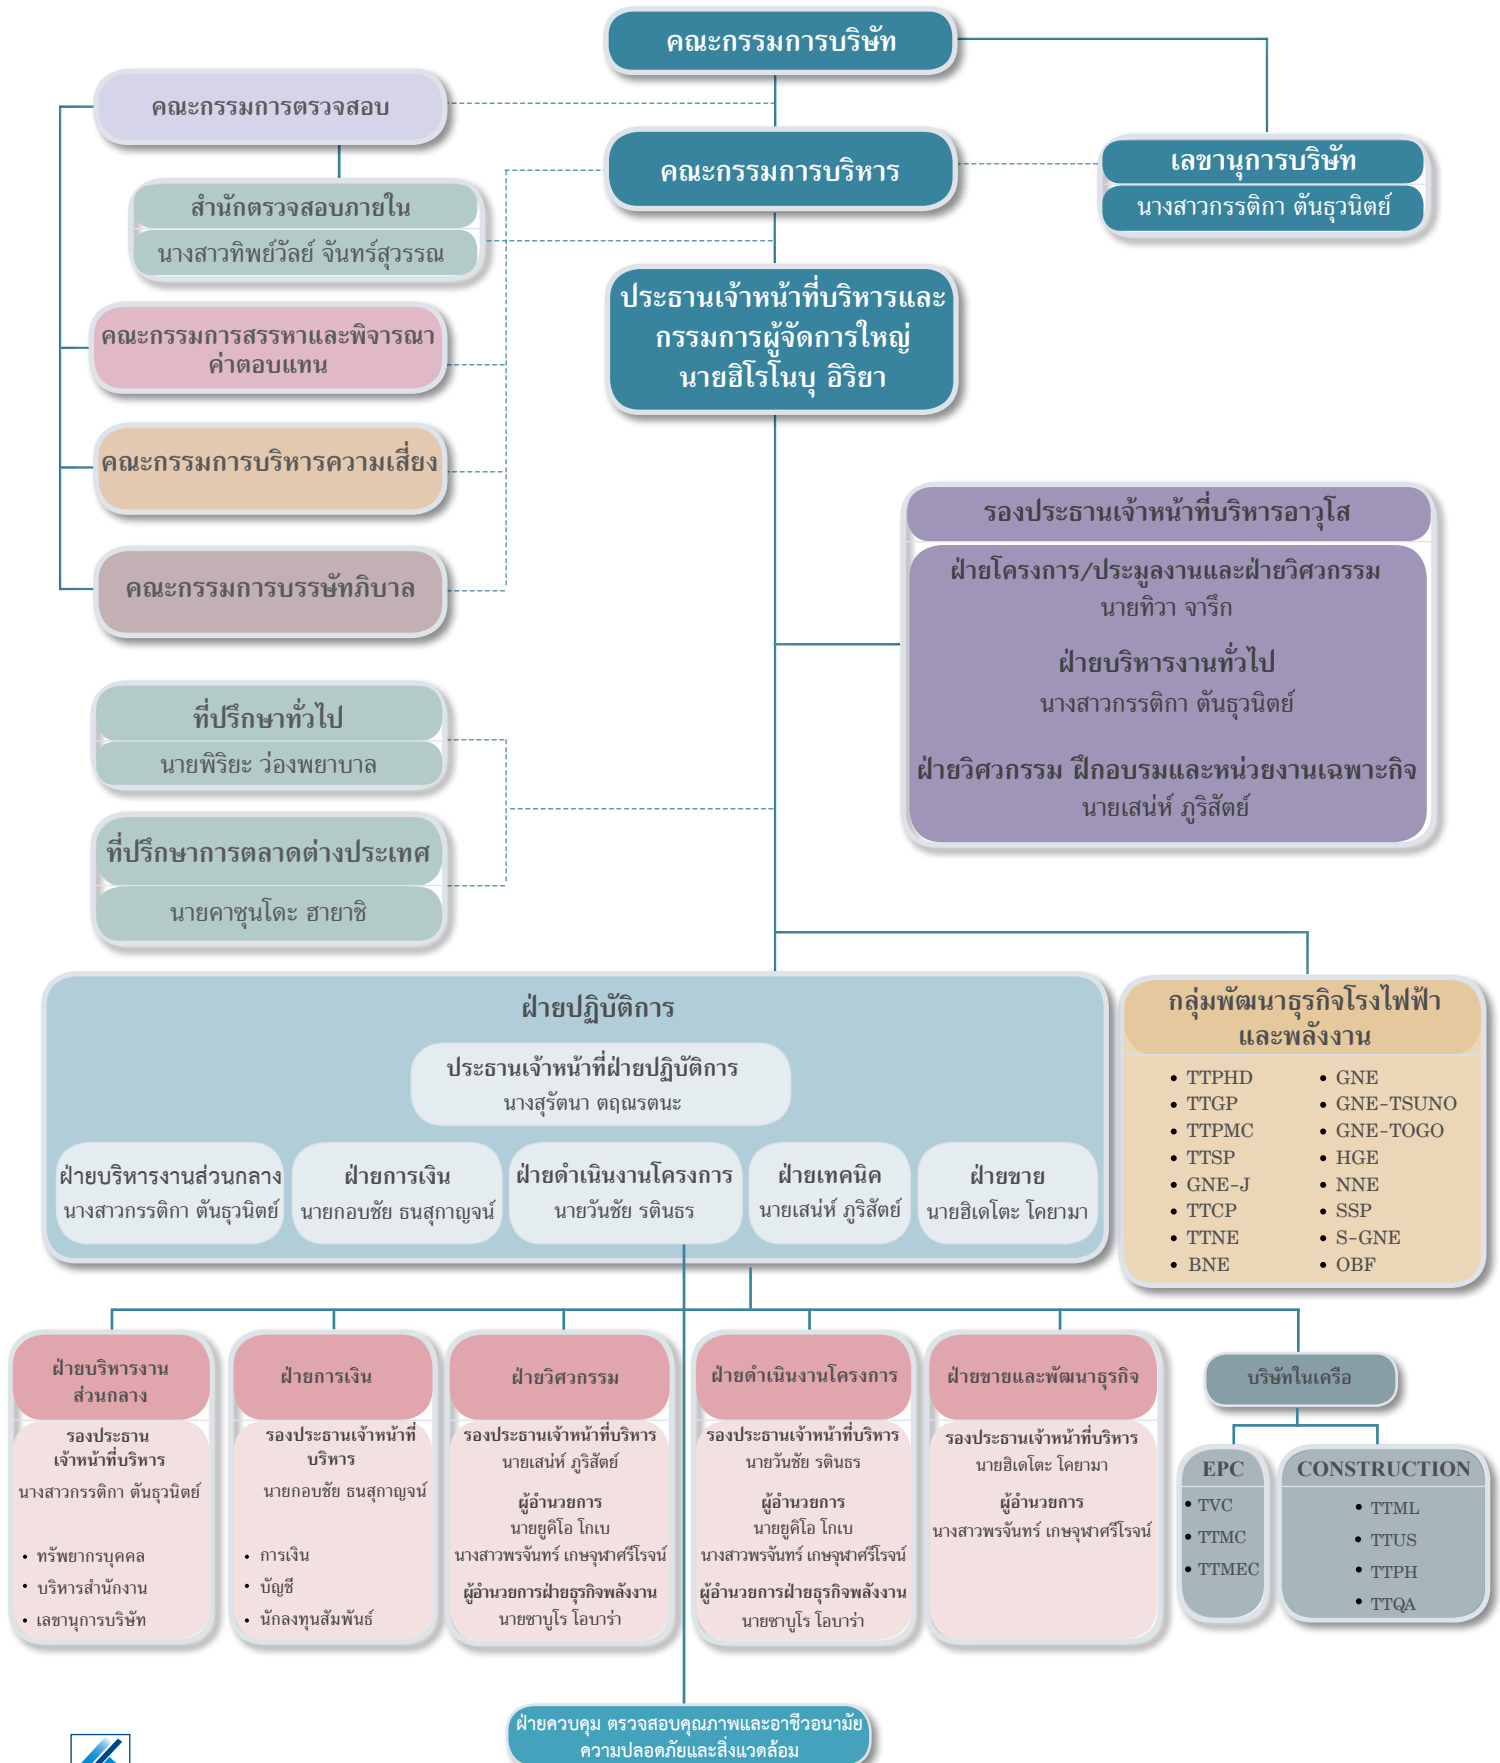 คณะกรรมการบริษัท
คณะกรรมการตรวจสอบ
คณะกรรมการบริหาร
เลขานุการบริษัท
นางสาวกรรติกา ตันธุวนิตย์
สำนักตรวจสอบภายใน
นางสาวทิพย์วัลย์ จันทร์สุวรรณ
ประธานเจ้าหน้าที่บริหารและ
กรรมการผู้จัดการใหญ่
นายฮิโรโนบุ อิริยา
คณะกรรมการสรรหาและพิจารณา
ค่าตอบแทน
คณะกรรมการบริหารความเสี่ยง
คณะกรรมการบรรษัทภิบาล
รองประธานเจ้าหน้าที่บริหารอาวุโส
ฝ่ายโครงการ/ประมูลงานและฝ่ายวิศวกรรม
นายทิวา จารึก
ฝ่ายบริหารงานทั่วไป
นางสาวกรรติกา ตันธุวนิตย์
ฝ่ายวิศวกรรม ฝึกอบรมและหน่วยงานเฉพาะกิจ
นายเสน่ห์ ภูริสัตย์
ที่ปรึกษาทั่วไป
นายพิริยะ ว่องพยาบาล
ที่ปรึกษาการตลาดต่างประเทศ
นายคาซุนโดะ ฮายาชิ
ฝ่ายปฏิบัติการ
ประธานเจ้าหน้าที่ฝ่ายปฏิบัติการ
นางสุรัตนา ตฤณรตนะ
ฝ่ายบริหารงานส่วนกลาง
นางสาวกรรติกา ตันธุวนิตย์
ฝ่ายการเงิน
นายกอบชัย ธนสุกาญจน์
ฝ่ายดำเนินงานโครงการ
นายวันชัย รตินธร
ฝ่ายเทคนิค
นายเสน่ห์ ภูริสัตย์
ฝ่ายขาย
นายฮิเดโตะ โคยามา
กลุ่มพัฒนาธุรกิจโรงไฟฟ้า
และพลังงาน
• TTPHD
• TTGP
• TTPMC
• TTSP
• GNE-J
• TTCP
• TTNE
• BNE
• GNE
• GNE-TSUNO
• GNE-TOGO
• HGE
• NNE
• SSP
• S-GNE
• OBF
ฝ่ายบริหารงาน
ส่วนกลาง
รองประธาน
เจ้าหน้าที่บริหาร
นางสาวกรรติกา ตันธุวนิตย์
• ทรัพยากรบุคคล
• บริหารสำนักงาน
• เลขานุการบริษัท
ฝ่ายการเงิน
รองประธานเจ้าหน้าที่
บริหาร
นายกอบชัย ธนสุกาญจน์
• การเงิน
• บัญชี
• นักลงทุนสัมพันธ์
ฝ่ายวิศวกรรม
รองประธานเจ้าหน้าที่บริหาร
นายเสน่ห์ ภูริสัตย์
ผู้อำนวยการ
นายยูคิโอ โกเบ
นางสาวพรจันทร์ เกษจุฬาศรีโรจน์
ผู้อำนวยการฝ่ายธุรกิจพลังงาน
นายซาบูโร โอบาร่า
ฝ่ายดำเนินงานโครงการ
รองประธานเจ้าหน้าที่บริหาร
นายวันชัย รตินธร
ผู้อำนวยการ
นายยูคิโอ โกเบ
นางสาวพรจันทร์ เกษจุฬาศรีโรจน์
ผู้อำนวยการฝ่ายธุรกิจพลังงาน
นายซาบูโร โอบาร่า
ฝ่ายขายและพัฒนาธุรกิจ
รองประธานเจ้าหน้าที่บริหาร
นายฮิเดโตะ โคยามา
ผู้อำนวยการ
นางสาวพรจันทร์ เกษจุฬาศรีโรจน์
บริษัทในเครือ
EPC
• TVC
• TTMC
• TTMEC
CONSTRUCTION
• TTML
• TTUS
• TTPH
• TTQA
ฝ่ายควบคุม ตรวจสอบคุณภาพและอาชีวอนามัย
ความปลอดภัยและสิ่งแวดล้อม